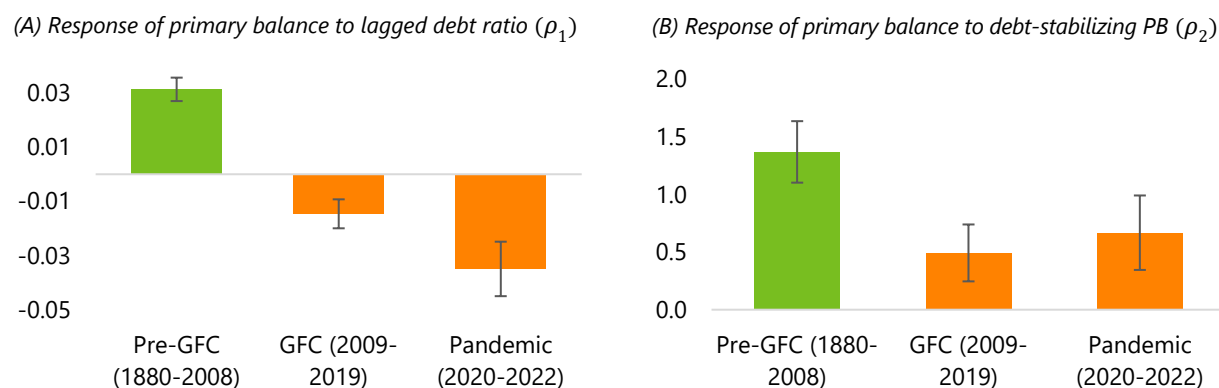 (A) Response of primary balance to lagged debt ratio (ρ₁)
0.03
0.01
-0.01
-0.03
-0.05
Pre-GFC
(1880-2008)
GFC (2009-
2019)
Pandemic
(2020-2022)
(B) Response of primary balance to debt-stabilizing PB (ρ₂)
2.0
1.5
1.0
0.5
0.0
Pre-GFC (1880-
2008)
GFC (2009-
2019)
Pandemic
(2020-2022)